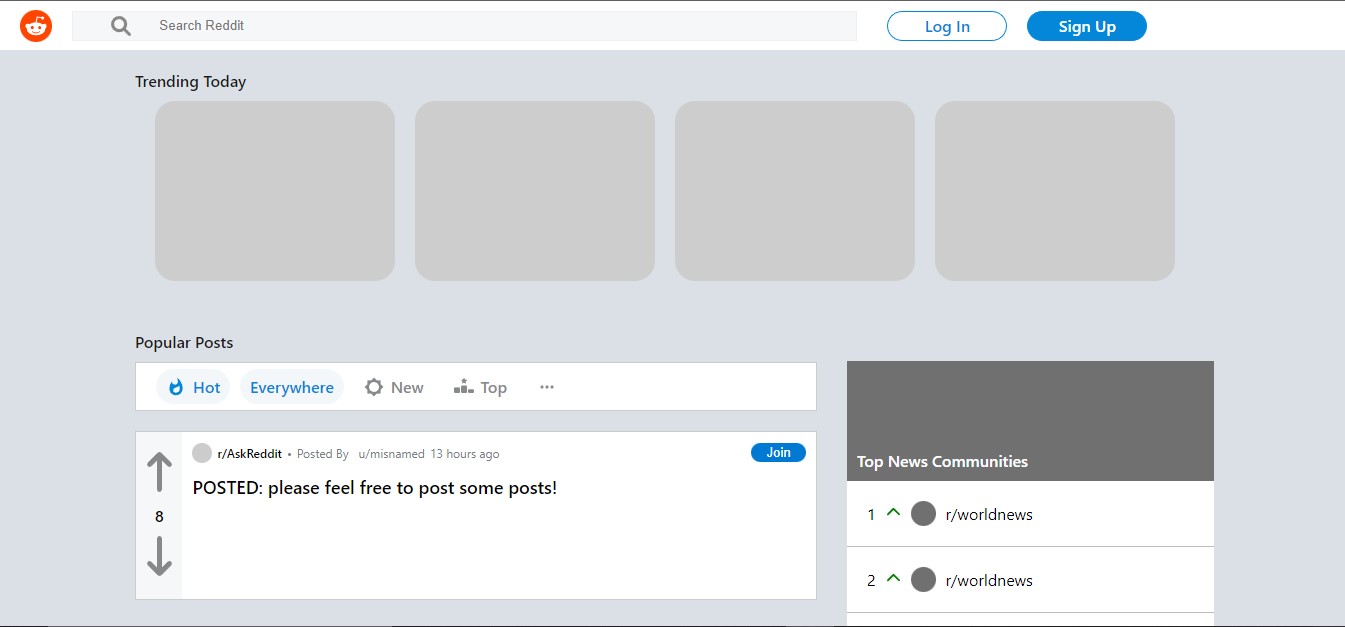 Search Reddit
Log In
Sign Up
Trending Today
Popular Posts
Hot
Everywhere
New
Top
r/AskReddit • Posted By u/misnamed 13 hours ago
Join
POSTED: please feel free to post some posts!
8
Top News Communities
1 r/worldnews
2 r/worldnews